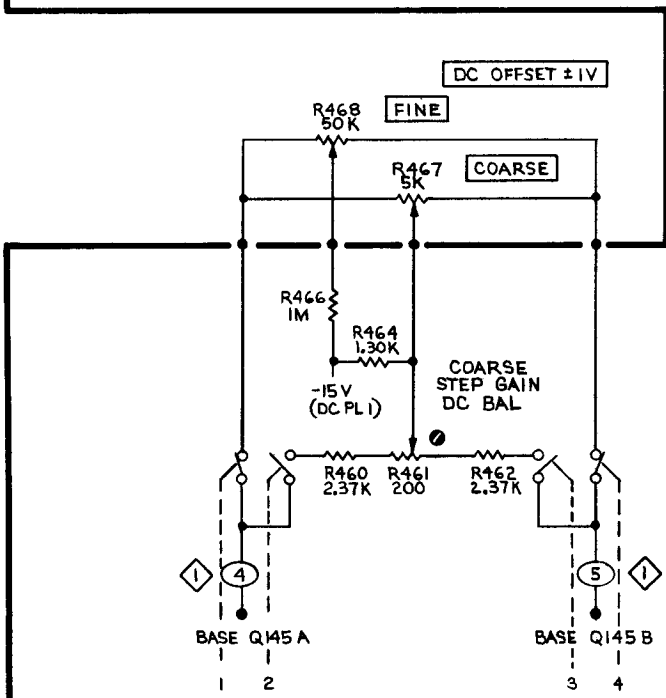 DC OFFSET ± 1V
R468
50K
FINE
R467
5K
COARSE
R466
1M
R464
1.30K
-15V
(DC PL 1)
COARSE
STEP GAIN
DC BAL
R460
2.37K
R461
200
R462
2.37K
1
4
5
1
BASE Q145A
BASE Q145B
1
2
3
4